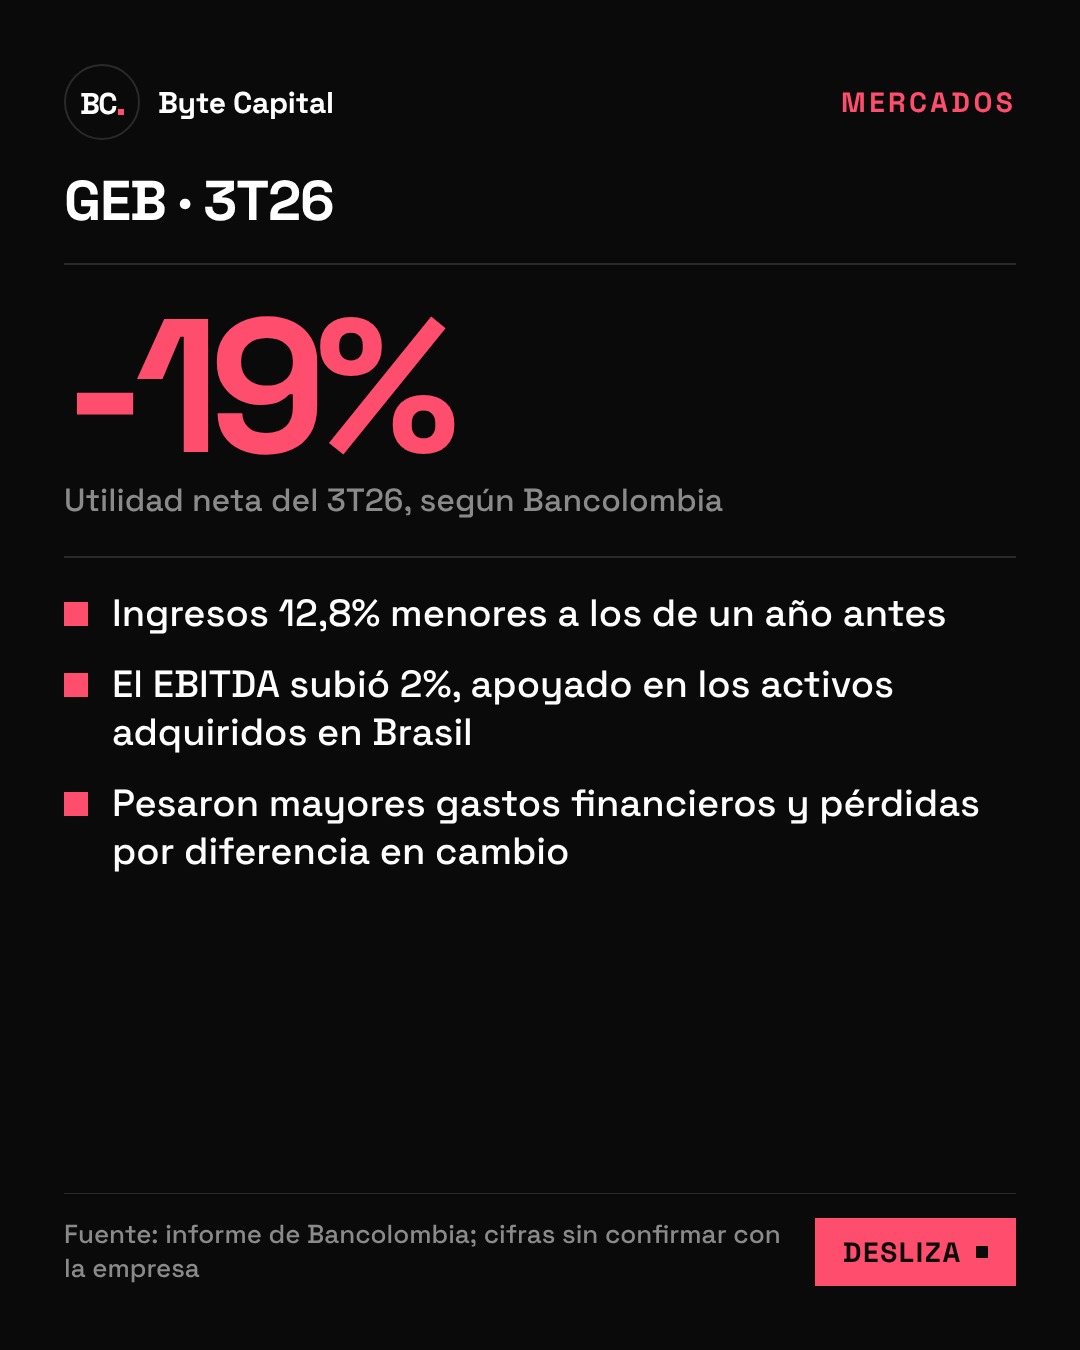 BC.
Byte Capital
MERCADOS
GEB · 3T26
-19%
Utilidad neta del 3T26, según Bancolombia
Ingresos 12,8% menores a los de un año antes
El EBITDA subió 2%, apoyado en los activos
adquiridos en Brasil
Pesaron mayores gastos financieros y pérdidas
por diferencia en cambio
Fuente: informe de Bancolombia; cifras sin confirmar con
la empresa
DESLIZA